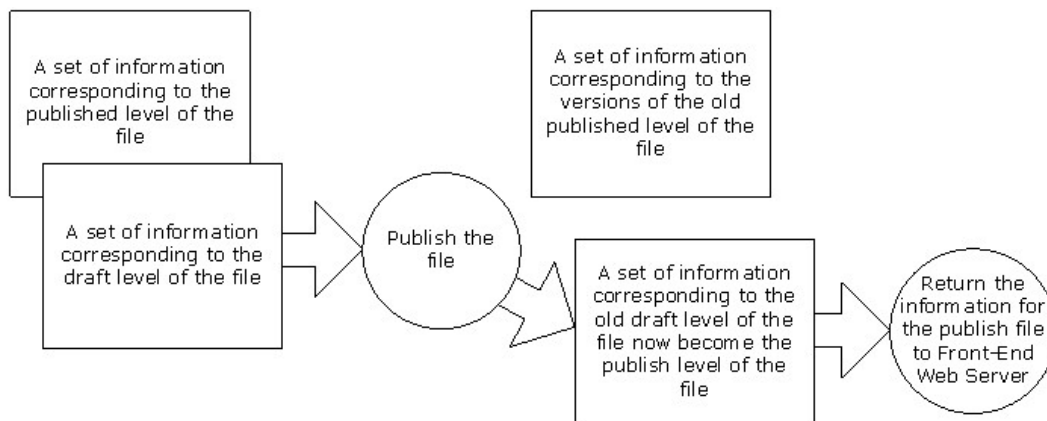 A set of information
corresponding to the
published level of the
file
A set of information
corresponding to the
draft level of the file
Publish the
file
A set of information
corresponding to the
versions of the old
published level of the
file
A set of information
corresponding to the
old draft level of the
file now become the
publish level of the
file
Return the
information for
the publish file
to Front-End
Web Server